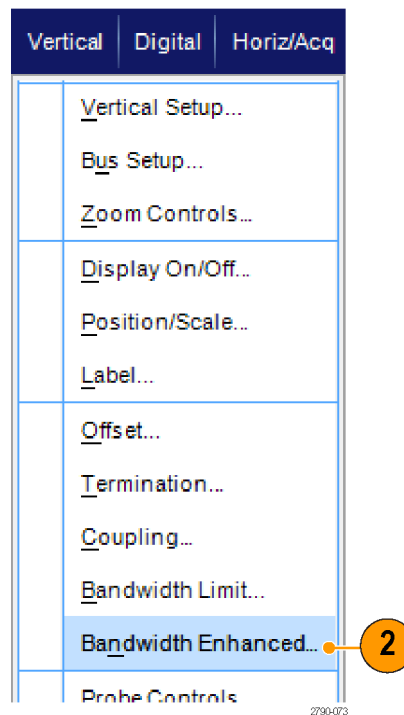 Vertical Digital Horiz/Acq
Vertical Setup...
Bus Setup...
Zoom Controls...
Display On/Off...
Position/Scale...
Label...
Offset...
Termination...
Coupling...
Bandwidth Limit...
Bandwidth Enhanced...
2
Probe Controls
2790-073